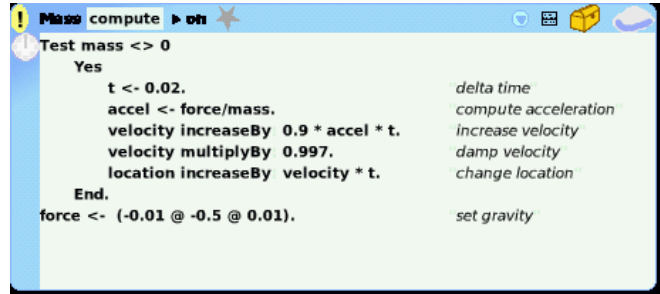 ! Mass compute ▶ on
Test mass <> 0
Yes
t <- 0.02. "delta time"
accel <- force/mass. "compute acceleration"
velocity increaseBy: 0.9 * accel * t. "increase velocity"
velocity multiplyBy: 0.997. "damp velocity"
location increaseBy: velocity * t. "change location"
End.
force <- (-0.01 @ -0.5 @ 0.01). "set gravity"